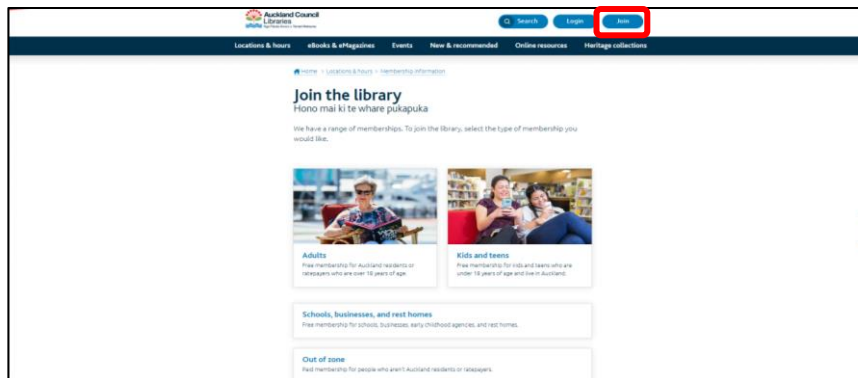 Auckland Council
Libraries
Search
Login
Join
Locations & hours
eBooks & eMagazines
Events
New & recommended
Online resources
Heritage collections
Home > Locations & hours > Membership information
Join the library
Hono mai ki te whare pukapuka
We have a range of memberships. To join the library, select the type of membership you
would like.
Adults
Free membership for Auckland residents or
ratepayers who are over 18 years of age.
Kids and teens
Free membership for kids and teens who are
under 18 years of age and live in Auckland.
Schools, businesses, and rest homes
Free membership for schools, businesses, early childhood agencies, and rest homes.
Out of zone
Paid membership for people who aren't Auckland residents or ratepayers.